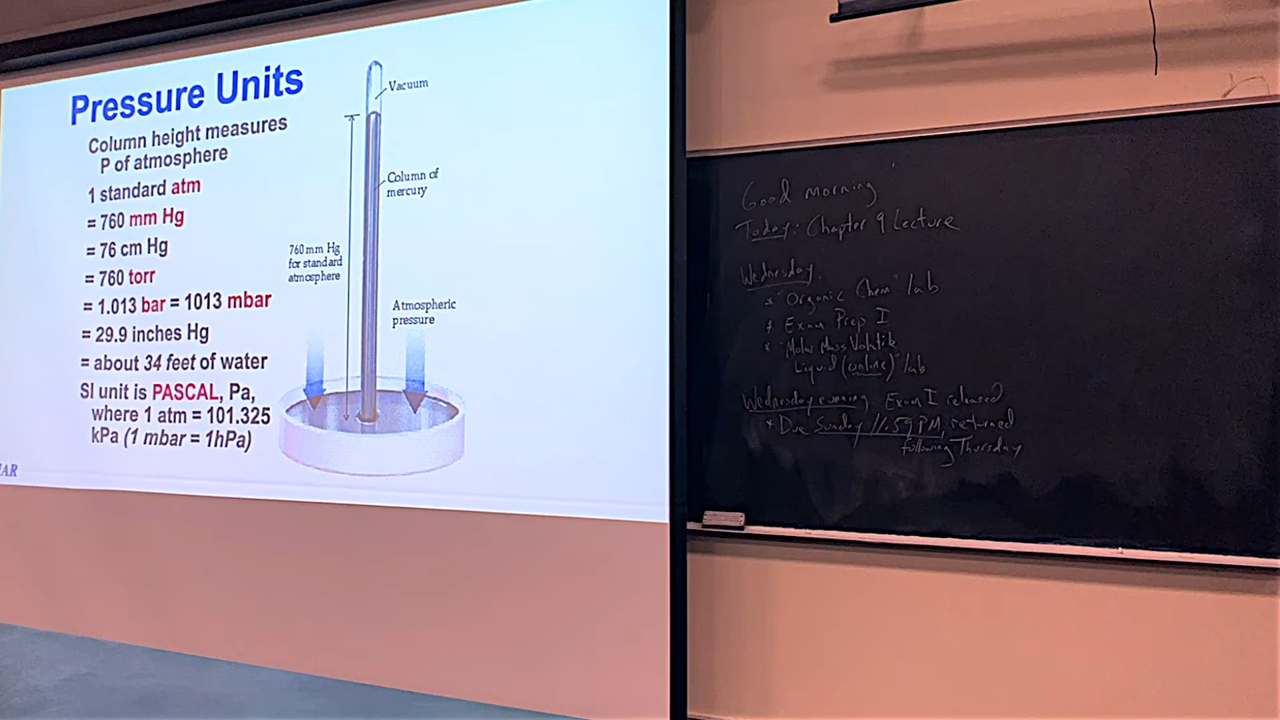 Pressure Units
Column height measures
P of atmosphere
1 standard atm
= 760 mm Hg
= 76 cm Hg
= 760 torr
= 1.013 bar = 1013 mbar
= 29.9 inches Hg
= about 34 feet of water
SI unit is PASCAL, Pa,
where 1 atm = 101.325
kPa (1 mbar = 1hPa)
Vacuum
Column of
mercury
760 mm Hg
for standard
atmosphere
Atmospheric
pressure
Good morning
Today: Chapter 9 Lecture
Wednesday
* "Organic Chem" lab
* Exam Prep I
* "Molar Mass Volatile
Liquid (online)" lab
Wednesday evening Exam I released
* Due Sunday 11:59 PM, returned
following Thursday